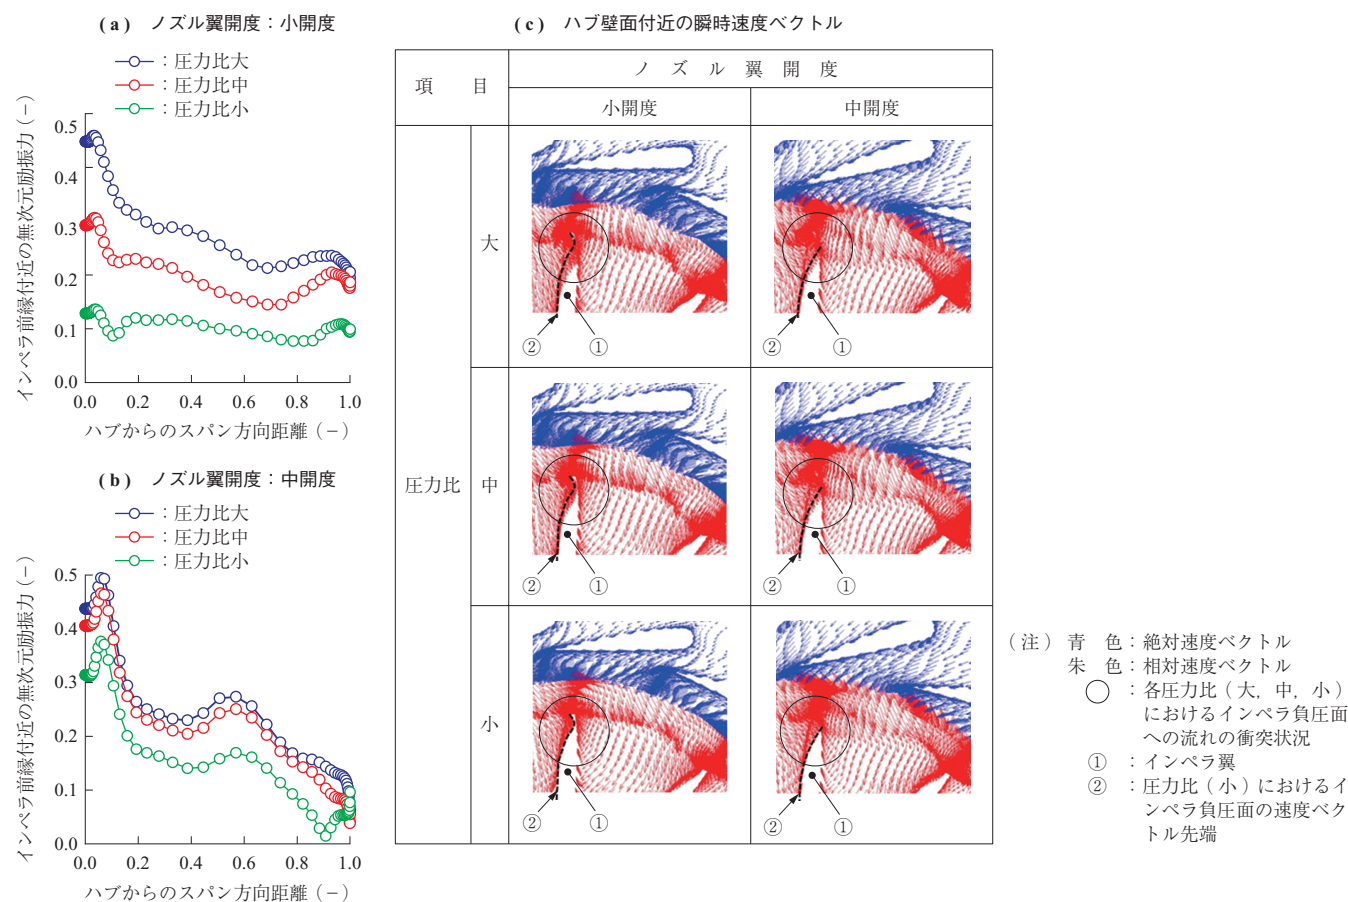 (a) ノズル翼開度：小開度
：圧力比大
：圧力比中
：圧力比小
インペラ前縁付近の無次元励振力（−）
0.5
0.4
0.3
0.2
0.1
0.0
0.0 0.2 0.4 0.6 0.8 1.0
ハブからのスパン方向距離（−）
(b) ノズル翼開度：中開度
：圧力比大
：圧力比中
：圧力比小
インペラ前縁付近の無次元励振力（−）
0.5
0.4
0.3
0.2
0.1
0.0
0.0 0.2 0.4 0.6 0.8 1.0
ハブからのスパン方向距離（−）
(c) ハブ壁面付近の瞬時速度ベクトル
項 目
ノズル翼開度
小開度 中開度
圧力比
大
② ① ② ①
中
② ① ② ①
小
② ① ② ①
（注）青 色：絶対速度ベクトル
朱 色：相対速度ベクトル
：各圧力比（大，中，小）
におけるインペラ負圧面
への流れの衝突状況
① ：インペラ翼
② ：圧力比（小）におけるイ
ンペラ負圧面の速度ベク
トル先端